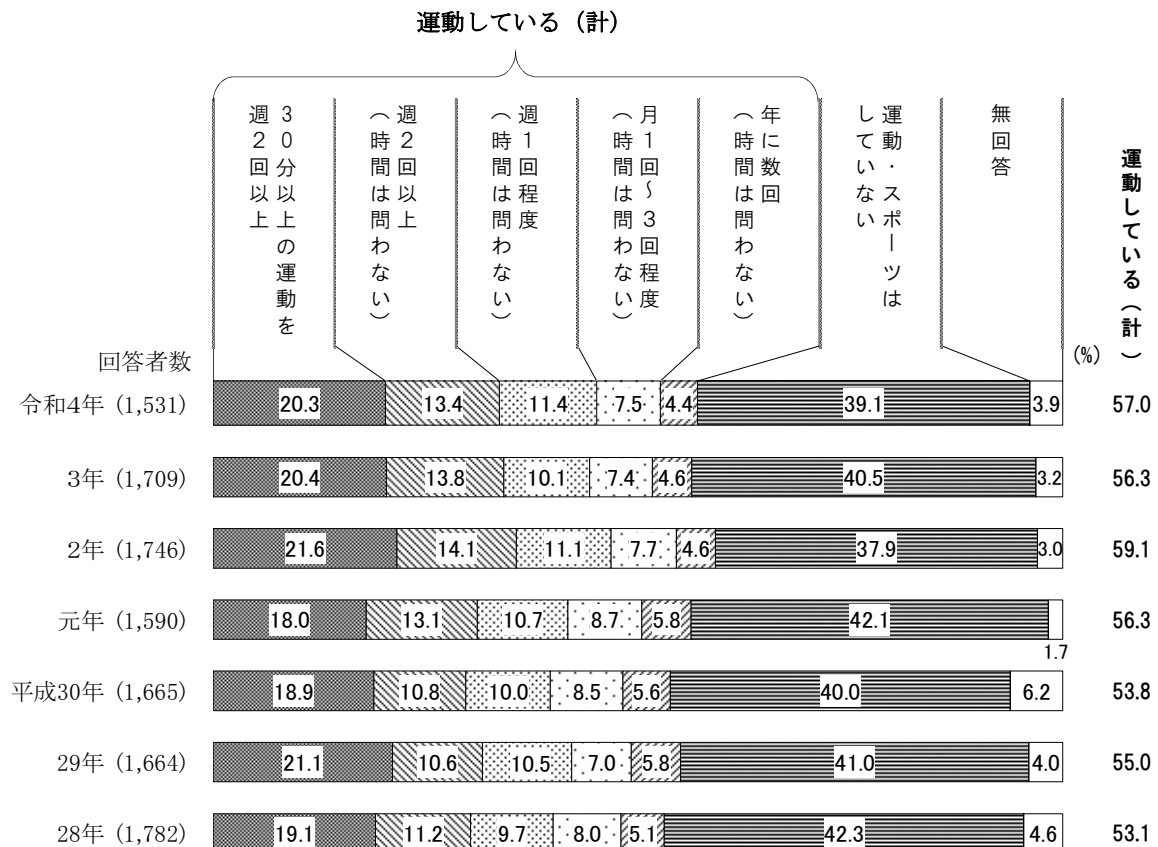 運動している（計）
３０分以上の運動を
週２回以上
週２回以上
（時間は問わない）
週１回程度
（時間は問わない）
月１回～３回程度
（時間は問わない）
年に数回
（時間は問わない）
運動・スポーツは
していない
無回答
運動している（計）
(%)
回答者数
令和4年 (1,531) 20.3 13.4 11.4 7.5 4.4 39.1 3.9 57.0
3年 (1,709) 20.4 13.8 10.1 7.4 4.6 40.5 3.2 56.3
2年 (1,746) 21.6 14.1 11.1 7.7 4.6 37.9 3.0 59.1
元年 (1,590) 18.0 13.1 10.7 8.7 5.8 42.1 1.7 56.3
平成30年 (1,665) 18.9 10.8 10.0 8.5 5.6 40.0 6.2 53.8
29年 (1,664) 21.1 10.6 10.5 7.0 5.8 41.0 4.0 55.0
28年 (1,782) 19.1 11.2 9.7 8.0 5.1 42.3 4.6 53.1